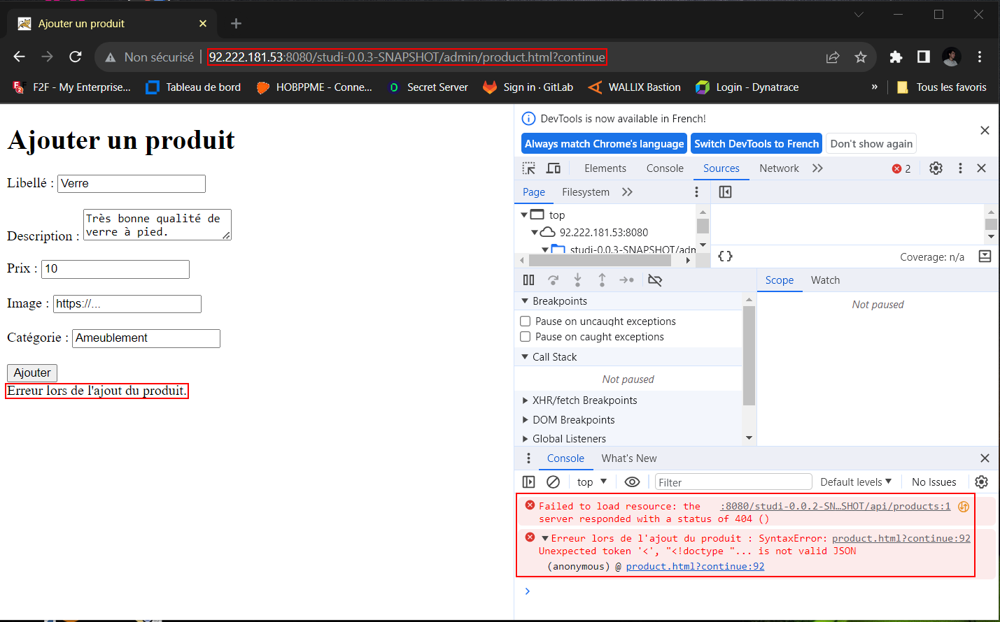 Ajouter un produit
Non sécurisé
92.222.181.53:8080/studi-0.0.3-SNAPSHOT/admin/product.html?continue
F2F - My Enterprise...
Tableau de bord
HOBPPME - Conne...
Secret Server
Sign in · GitLab
WALLIX Bastion
Login - Dynatrace
»
Tous les favoris
Ajouter un produit
Libellé : Verre
Description : Très bonne qualité de
verre à pied.
Prix : 10
Image : https://...
Catégorie : Ameublement
Ajouter
Erreur lors de l'ajout du produit.
DevTools is now available in French!
Always match Chrome's language
Switch DevTools to French
Don't show again
Elements
Console
Sources
Network
2
Page
Filesystem
top
92.222.181.53:8080
studi-0.0.3-SNAPSHOT/adm
{}
Coverage: n/a
Breakpoints
Pause on uncaught exceptions
Pause on caught exceptions
Call Stack
Not paused
XHR/fetch Breakpoints
DOM Breakpoints
Global Listeners
Scope
Watch
Not paused
Console
What's New
top
Filter
Default levels
No Issues
Failed to load resource: the :8080/studi-0.0.2-SN…SHOT/api/products:1
server responded with a status of 404 ()
Erreur lors de l'ajout du produit : SyntaxError: product.html?continue:92
Unexpected token '<', "<!doctype "... is not valid JSON
(anonymous) @ product.html?continue:92